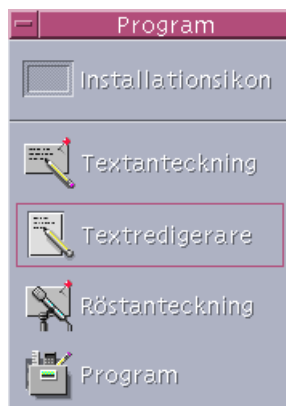 Program
Installationsikon
Textanteckning
Textredigerare
Röstanteckning
Program